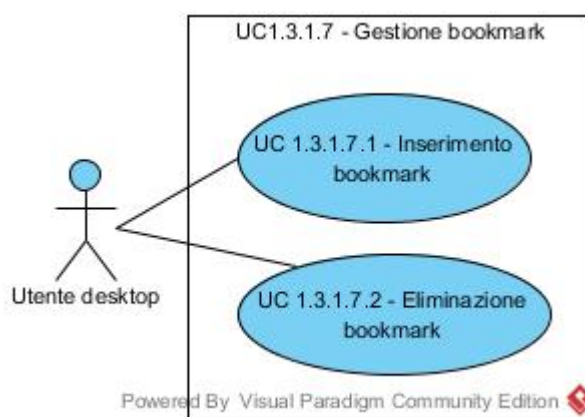 UC1.3.1.7 - Gestione bookmark
UC 1.3.1.7.1 - Inserimento
bookmark
Utente desktop
UC 1.3.1.7.2 - Eliminazione
bookmark
Powered By Visual Paradigm Community Edition